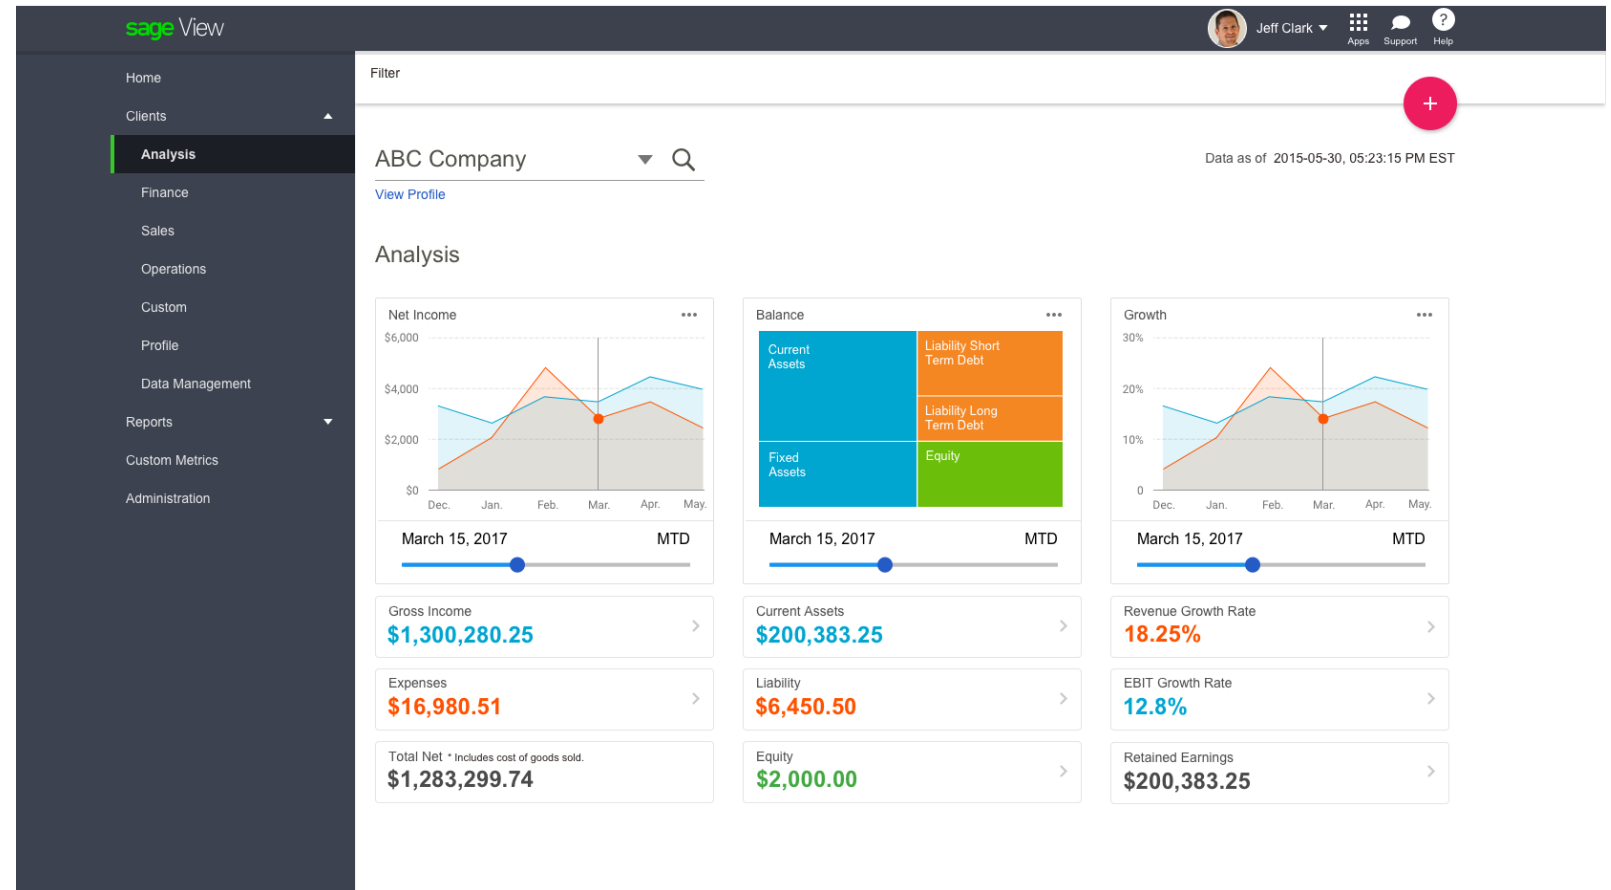 sage View
Jeff Clark
Apps
Support
?
Help
Home
Clients
Analysis
Finance
Sales
Operations
Custom
Profile
Data Management
Reports
Custom Metrics
Administration
Filter
+
ABC Company
View Profile
Data as of 2015-05-30, 05:23:15 PM EST
Analysis
Net Income
$6,000
$4,000
$2,000
$0
Dec. Jan. Feb. Mar. Apr. May.
March 15, 2017 MTD
Gross Income
$1,300,280.25
Expenses
$16,980.51
Total Net * Includes cost of goods sold.
$1,283,299.74
Balance
Current
Assets
Liability Short
Term Debt
Liability Long
Term Debt
Fixed
Assets
Equity
March 15, 2017 MTD
Current Assets
$200,383.25
Liability
$6,450.50
Equity
$2,000.00
Growth
30%
20%
10%
0
Dec. Jan. Feb. Mar. Apr. May.
March 15, 2017 MTD
Revenue Growth Rate
18.25%
EBIT Growth Rate
12.8%
Retained Earnings
$200,383.25